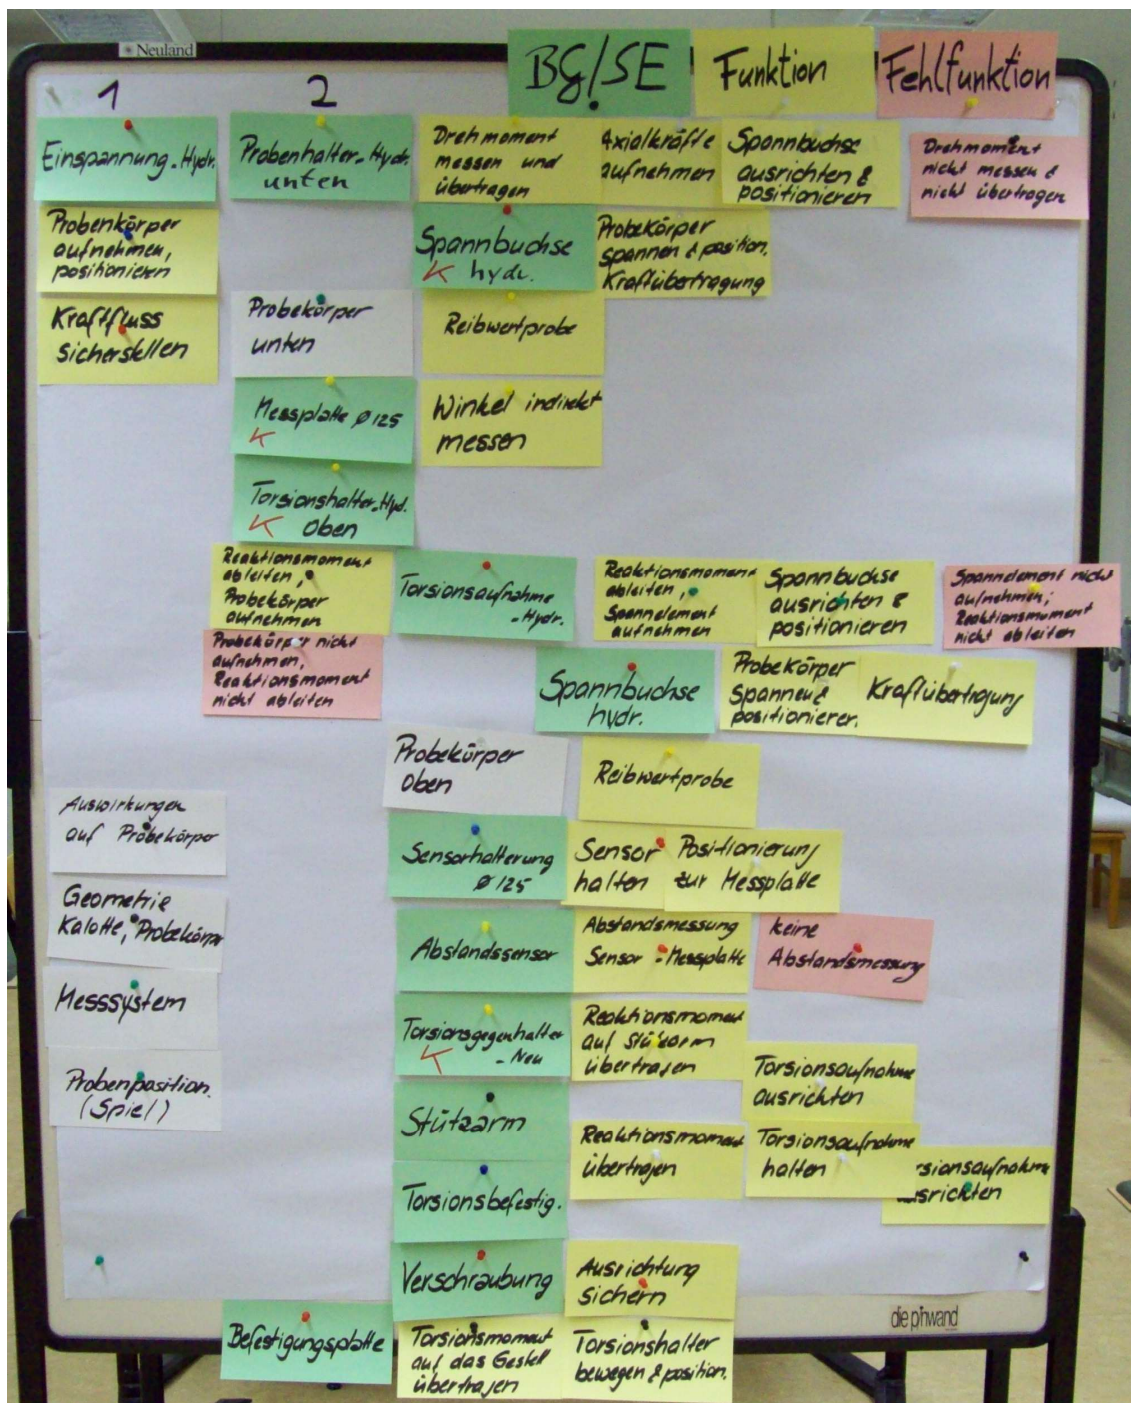 Neuland
BG/SE
Funktion
Fehlfunktion
1
2
Einspannung-Hydr.
Probenhalter-Hydr.
unten
Drehmoment
messen und
übertragen
Axialkräfte
aufnehmen
Spannbuchse
ausrichten &
positionieren
Drehmoment
nicht messen &
nicht übertragen
Probenkörper
aufnehmen,
positionieren
Spannbuchse
K hydr.
Probekörper
spannen & position.
Kraftübertragung
Kraftfluss
sicherstellen
Probekörper
unten
Reibwertprobe
Messplatte ø 125
K
Winkel indirekt
messen
Torsionshalter-Hyd.
K Oben
Reaktionsmoment
ableiten,
Probekörper
aufnehmen
Torsionsaufnahme
-Hydr.
Reaktionsmoment
ableiten,
Spannelement
aufnehmen
Spannbuchse
ausrichten &
positionieren
Spannelement nicht
aufnehmen;
Reaktionsmoment
nicht ableiten
Probekörper nicht
aufnehmen,
Reaktionsmoment
nicht ableiten
Spannbuchse
hydr.
Probekörper
Spannen &
positionieren.
Kraftübertragung
Probekörper
Oben
Reibwertprobe
Auswirkungen
auf Probekörper
Sensorhalterung
ø 125
Sensor
halten
Positionierung
zur Messplatte
Geometrie
Kalotte, Probekörper
Abstandssensor
Abstandsmessung
Sensor - Messplatte
keine
Abstandsmessung
Messsystem
Torsionsgegenhalter
K - Neu
Reaktionsmoment
auf Stützarm
übertragen
Torsionsaufnahme
ausrichten
Probenposition.
(Spiel)
Stützarm
Reaktionsmoment
übertragen
Torsionsaufnahme
halten
rsionsaufnahme
usrichten
Torsionsbefestig.
Verschraubung
Ausrichtung
sichern
Befestigungsplatte
Torsionsmoment
auf das Gestell
übertragen
Torsionshalter
bewegen & position.
die pinwand